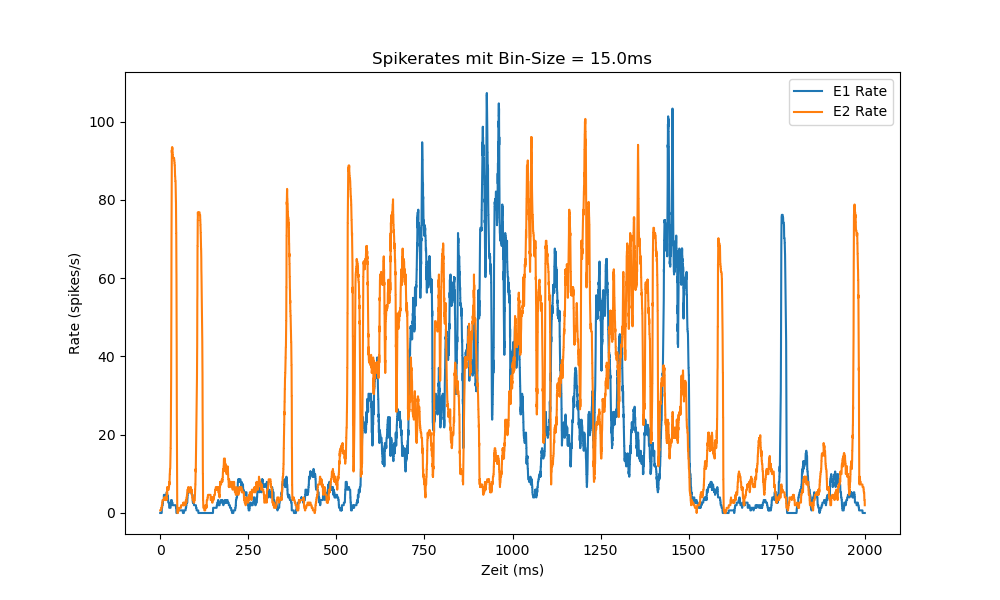 Spikerates mit Bin-Size = 15.0ms
E1 Rate
E2 Rate
100
80
60
40
20
0
Rate (spikes/s)
0 250 500 750 1000 1250 1500 1750 2000
Zeit (ms)